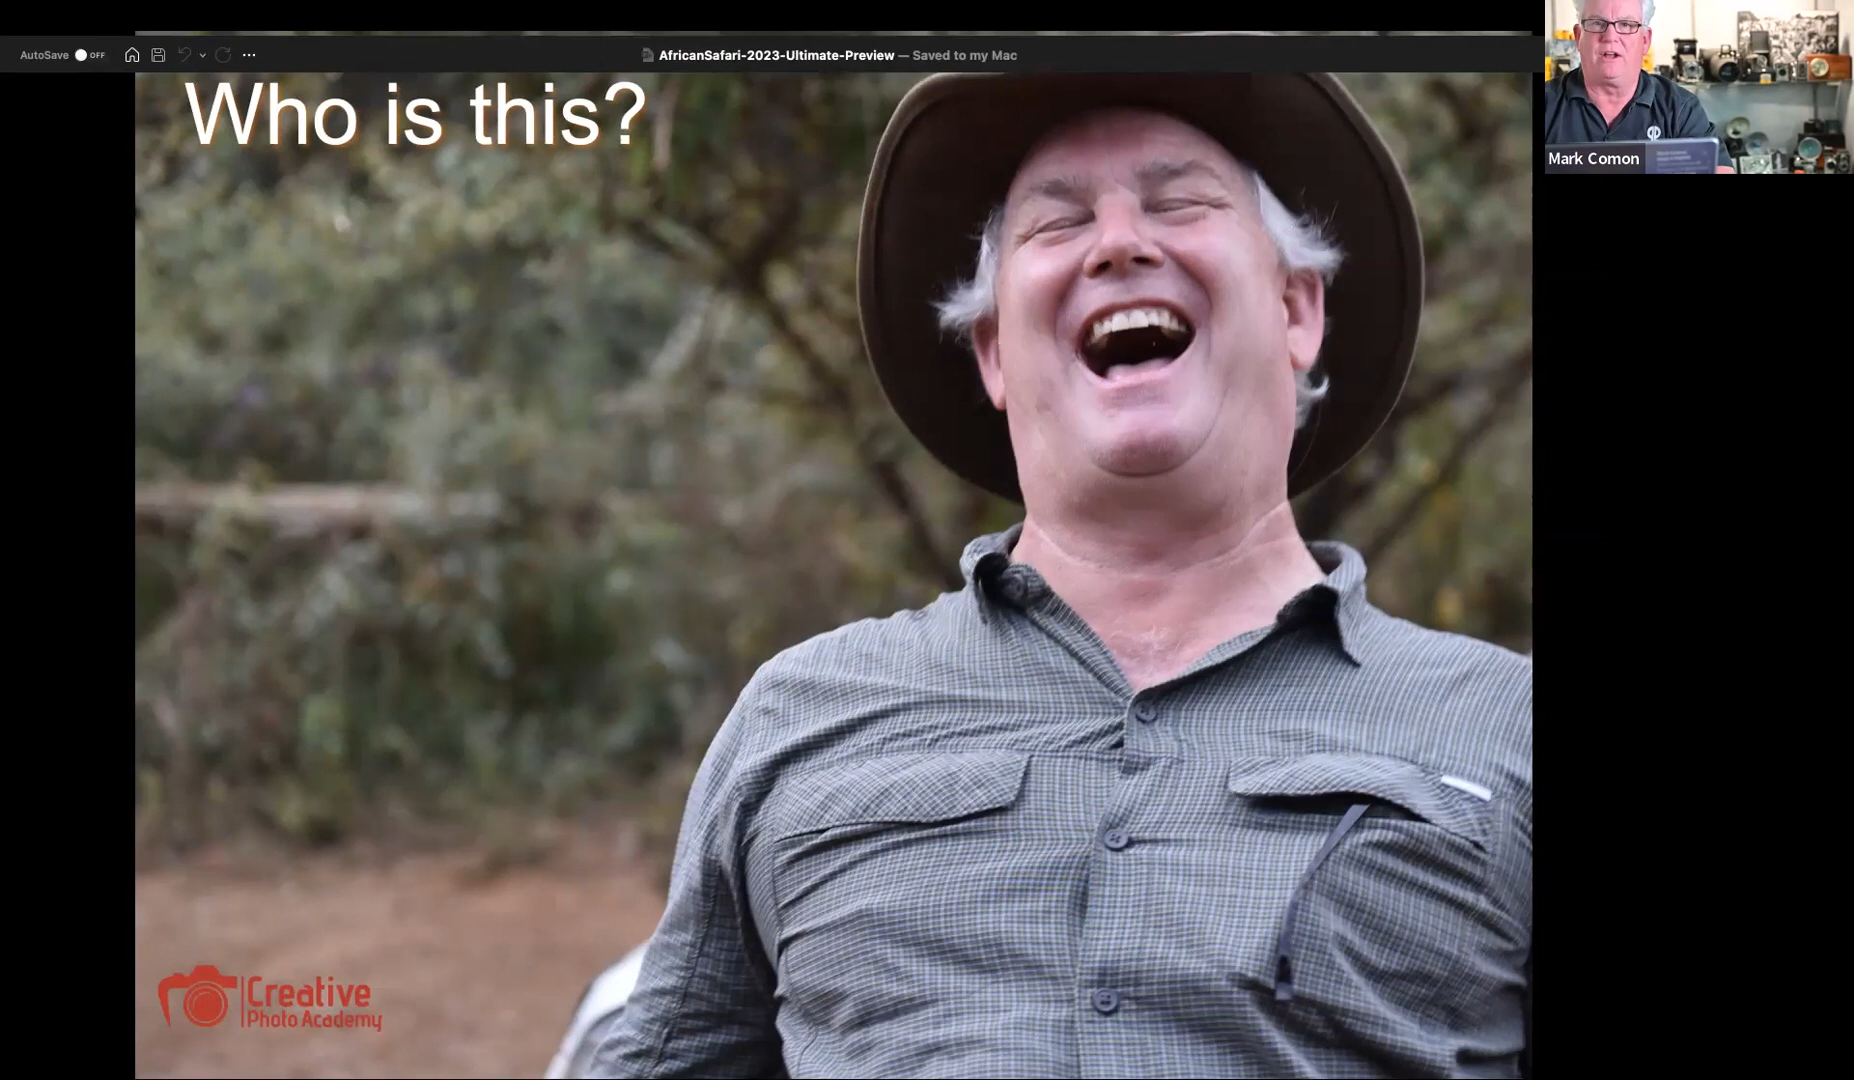 AutoSave OFF
AfricanSafari-2023-Ultimate-Preview — Saved to my Mac
Who is this?
Mark Comon
Creative
Photo Academy